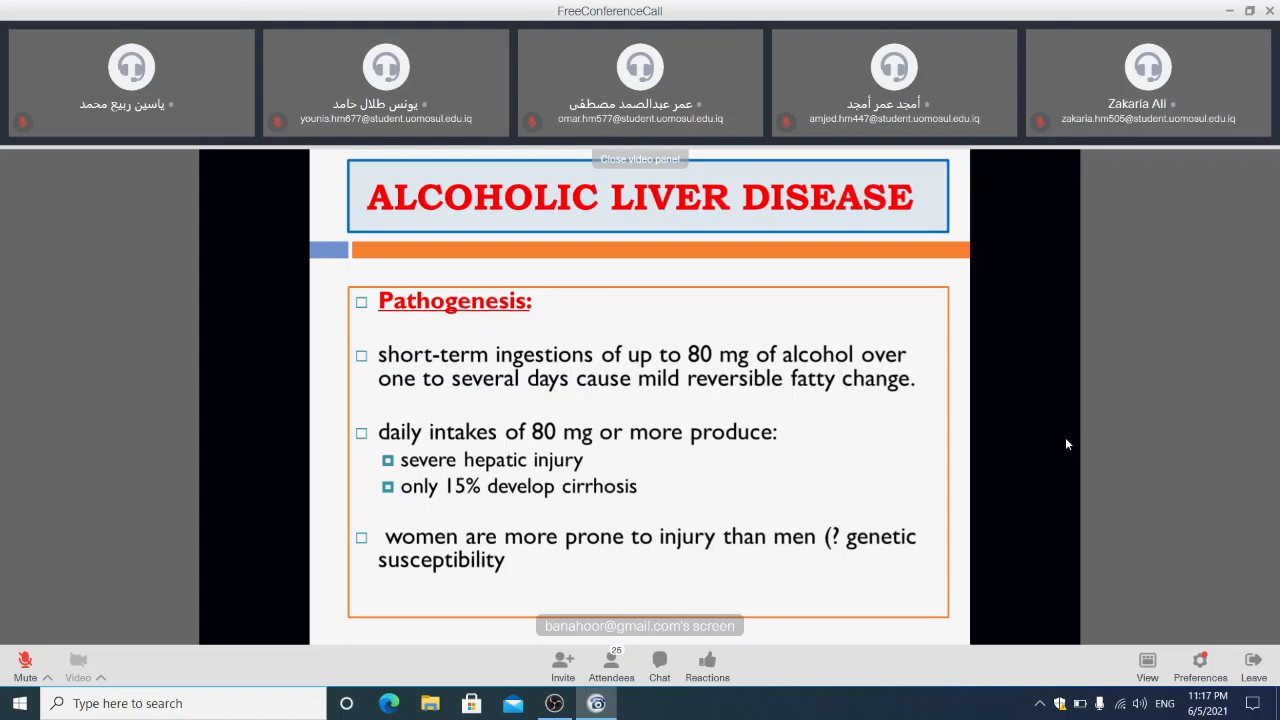 FreeConferenceCall
ياسين ربيع محمد
يونس طلال حامد
younis.hm677@student.uomosul.edu.iq
عمر عبدالصمد مصطفى
omar.hm577@student.uomosul.edu.iq
أمجد عمر أمجد
amjed.hm447@student.uomosul.edu.iq
Zakaria Ali
zakaria.hm505@student.uomosul.edu.iq
Close video panel
ALCOHOLIC LIVER DISEASE
Pathogenesis:
short-term ingestions of up to 80 mg of alcohol over
one to several days cause mild reversible fatty change.
daily intakes of 80 mg or more produce:
severe hepatic injury
only 15% develop cirrhosis
women are more prone to injury than men (? genetic
susceptibility
banahoor@gmail.com's screen
Mute
Video
Invite
26
Attendees
Chat
Reactions
View
Preferences
Leave
Type here to search
ENG
11:17 PM
6/5/2021